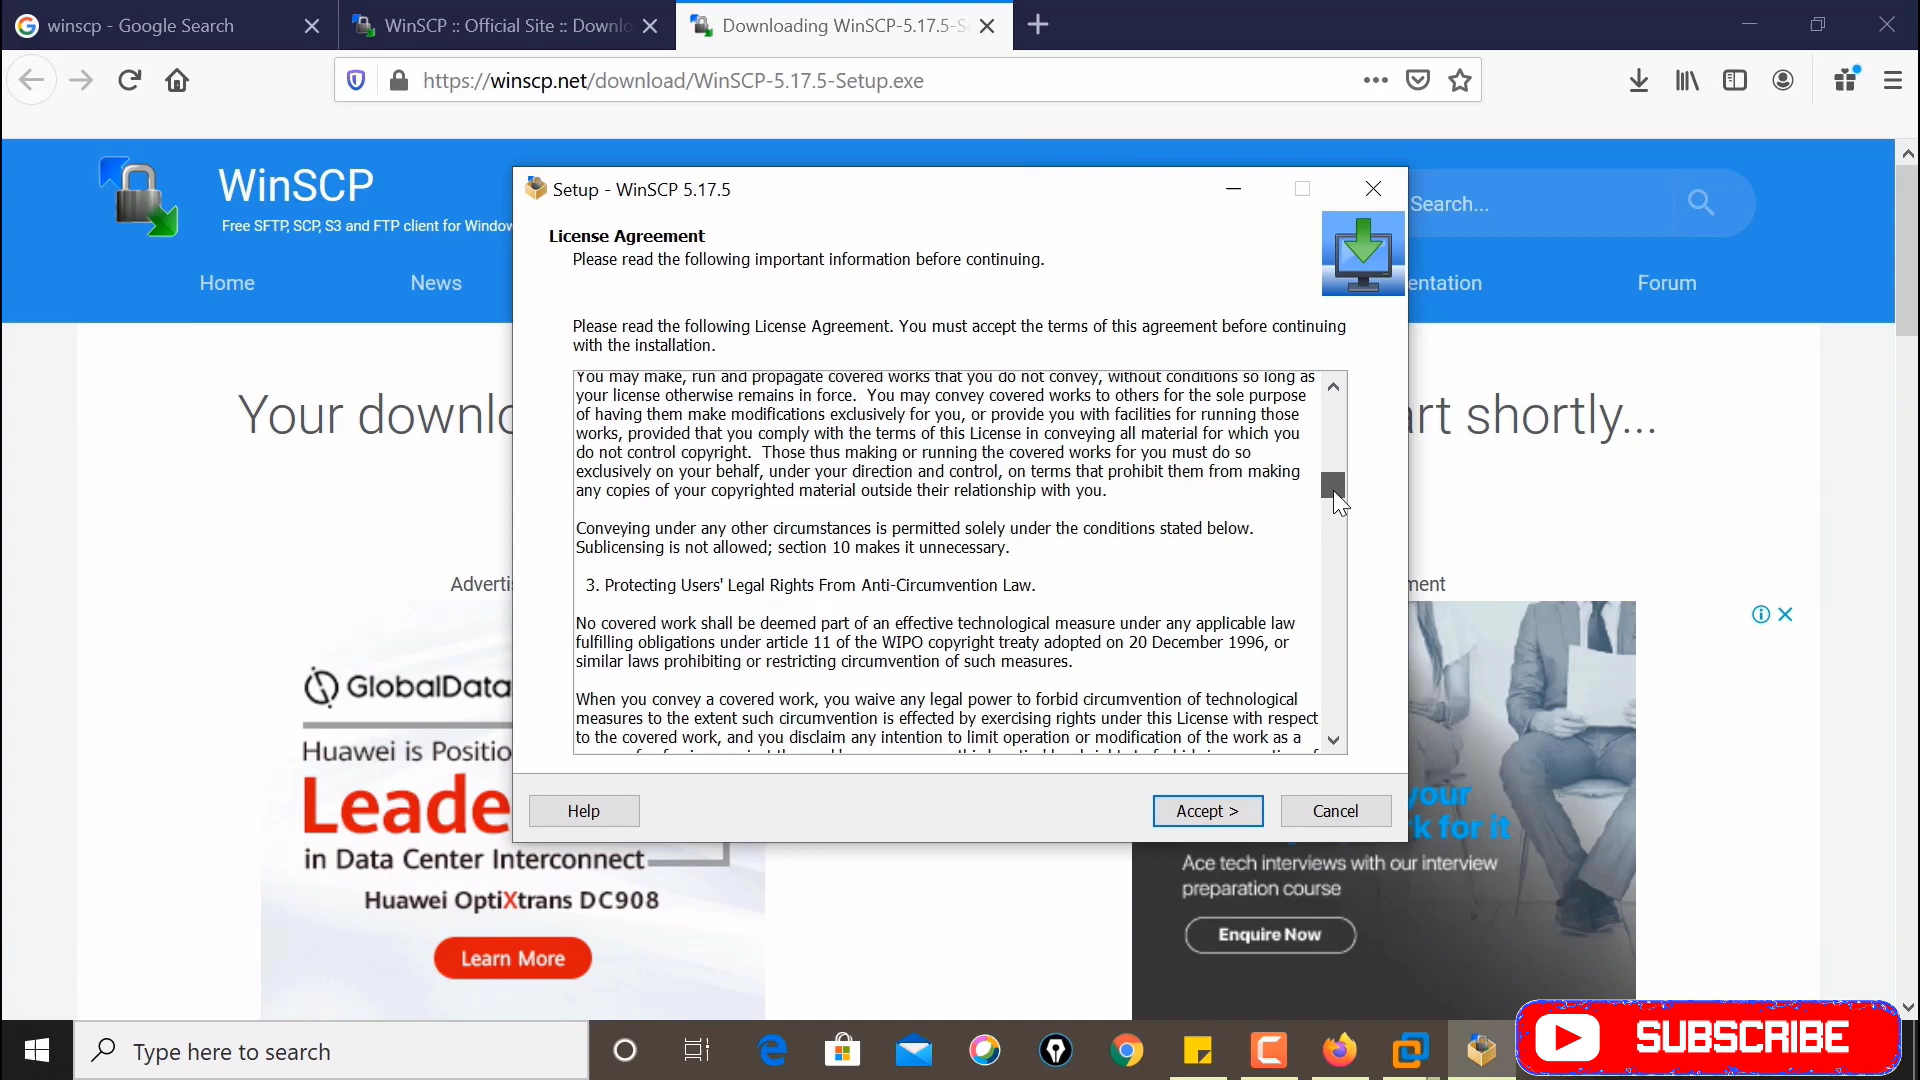 winscp - Google Search
WinSCP :: Official Site :: Downlo
Downloading WinSCP-5.17.5-S
https://winscp.net/download/WinSCP-5.17.5-Setup.exe
WinSCP
Free SFTP, SCP, S3 and FTP client for Window
Search...
Home
News
entation
Forum
Your downlo
art shortly...
Adverti
ment
Setup - WinSCP 5.17.5
License Agreement
Please read the following important information before continuing.
Please read the following License Agreement. You must accept the terms of this agreement before continuing
with the installation.
You may make, run and propagate covered works that you do not convey, without conditions so long as
your license otherwise remains in force.  You may convey covered works to others for the sole purpose
of having them make modifications exclusively for you, or provide you with facilities for running those
works, provided that you comply with the terms of this License in conveying all material for which you
do not control copyright.  Those thus making or running the covered works for you must do so
exclusively on your behalf, under your direction and control, on terms that prohibit them from making
any copies of your copyrighted material outside their relationship with you.
Conveying under any other circumstances is permitted solely under the conditions stated below.
Sublicensing is not allowed; section 10 makes it unnecessary.
3. Protecting Users' Legal Rights From Anti-Circumvention Law.
No covered work shall be deemed part of an effective technological measure under any applicable law
fulfilling obligations under article 11 of the WIPO copyright treaty adopted on 20 December 1996, or
similar laws prohibiting or restricting circumvention of such measures.
When you convey a covered work, you waive any legal power to forbid circumvention of technological
measures to the extent such circumvention is effected by exercising rights under this License with respect
to the covered work, and you disclaim any intention to limit operation or modification of the work as a
Help
Accept >
Cancel
GlobalData
Huawei is Positio
Leade
in Data Center Interconnect
Huawei OptiXtrans DC908
Learn More
your
k for it
Ace tech interviews with our interview
preparation course
Enquire Now
Type here to search
SUBSCRIBE